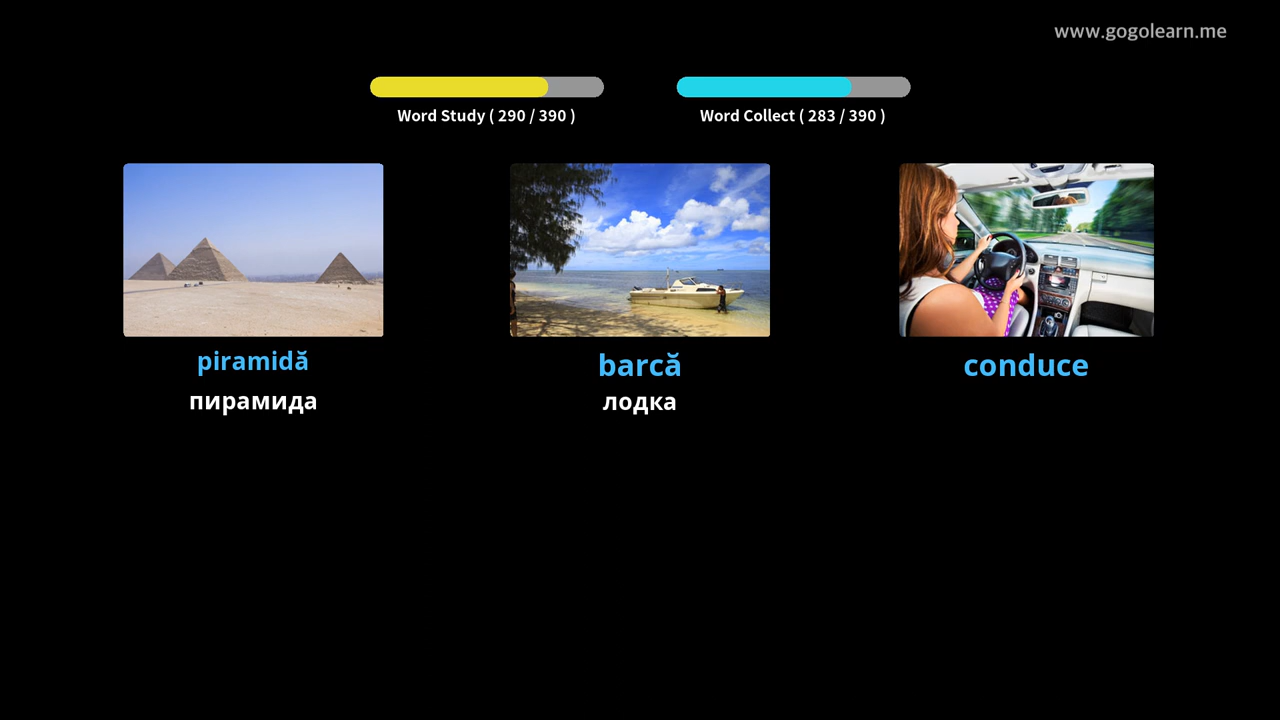 www.gogolearn.me
Word Study ( 290 / 390 )
Word Collect ( 283 / 390 )
piramidă
barcă
conduce
пирамида
лодка